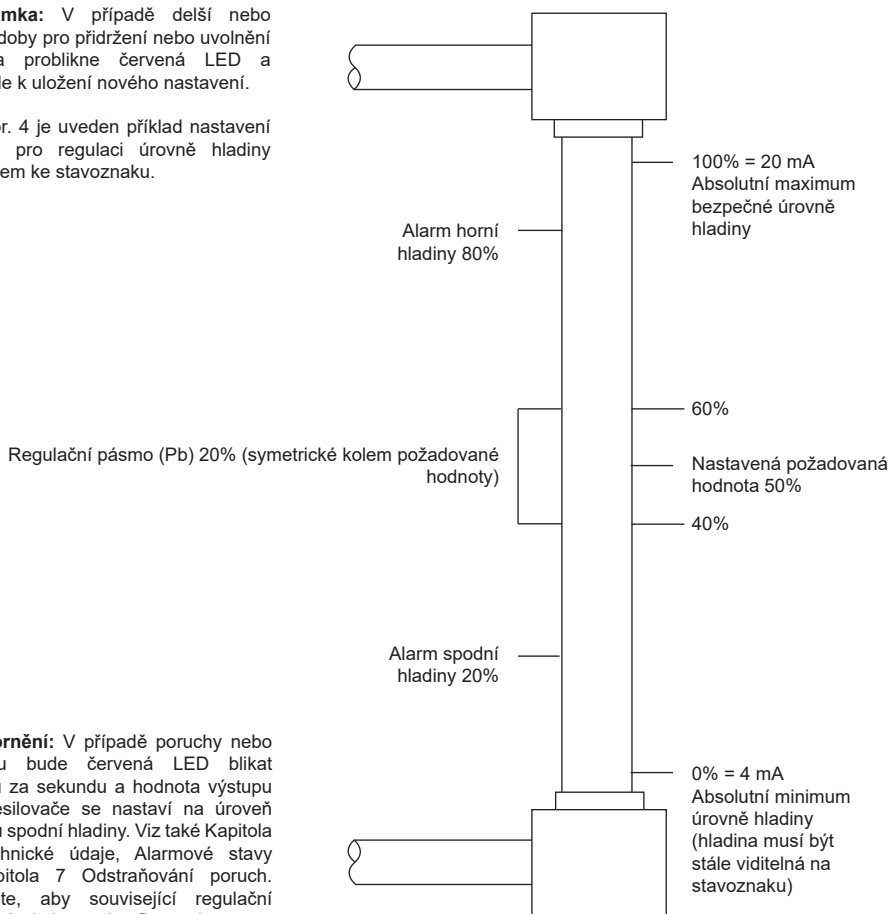 mka: V případě delší nebo
doby pro přidržení nebo uvolnění
a problikne červená LED a
le k uložení nového nastavení.
or. 4 je uveden příklad nastavení
pro regulaci úrovně hladiny
em ke stavoznaku.
100% = 20 mA
Absolutní maximum
bezpečné úrovně
hladiny
Alarm horní
hladiny 80%
60%
Regulační pásmo (Pb) 20% (symetrické kolem požadované
hodnoty)
Nastavená požadovaná
hodnota 50%
40%
Alarm spodní
hladiny 20%
ornění: V případě poruchy nebo
u bude červená LED blikat
u za sekundu a hodnota výstupu
esilovače se nastaví na úroveň
u spodní hladiny. Viz také Kapitola
chnické údaje, Alarmové stavy
pitola 7 Odstraňování poruch.
te, aby související regulační
0% = 4 mA
Absolutní minimum
úrovně hladiny
(hladina musí být
stále viditelná na
stavoznaku)